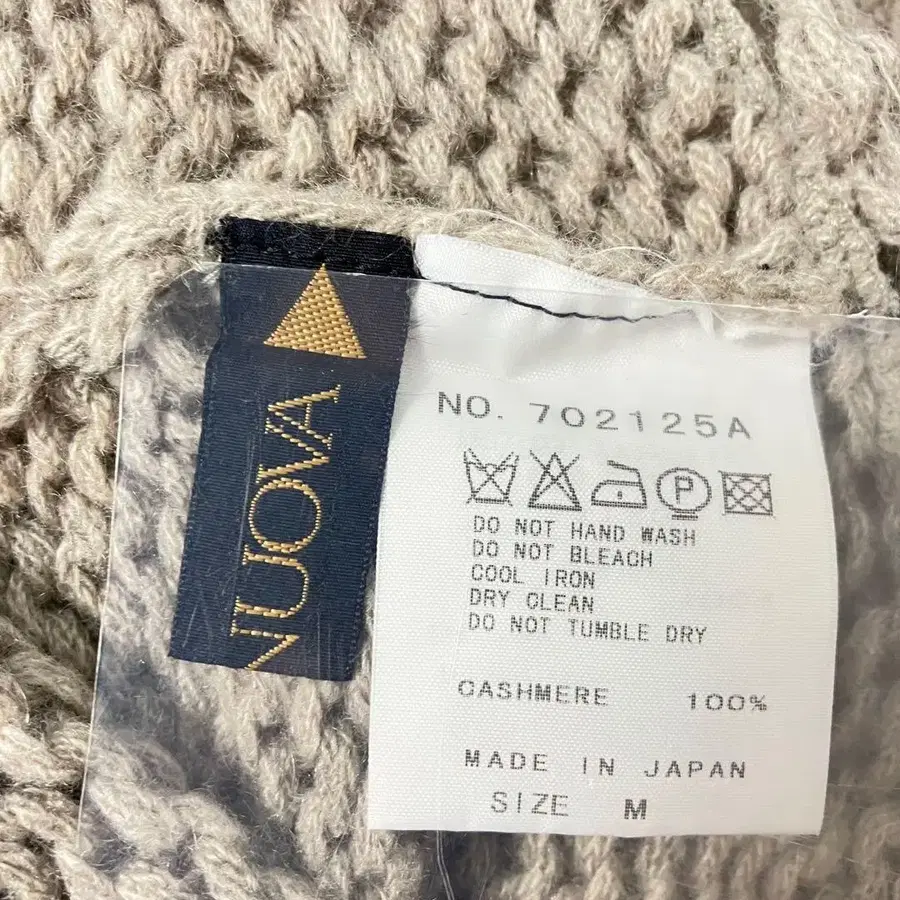 NUOVA
NO. 702125A
P
DO NOT HAND WASH
DO NOT BLEACH
COOL IRON
DRY CLEAN
DO NOT TUMBLE DRY
CASHMERE 100%
MADE IN JAPAN
SIZE M